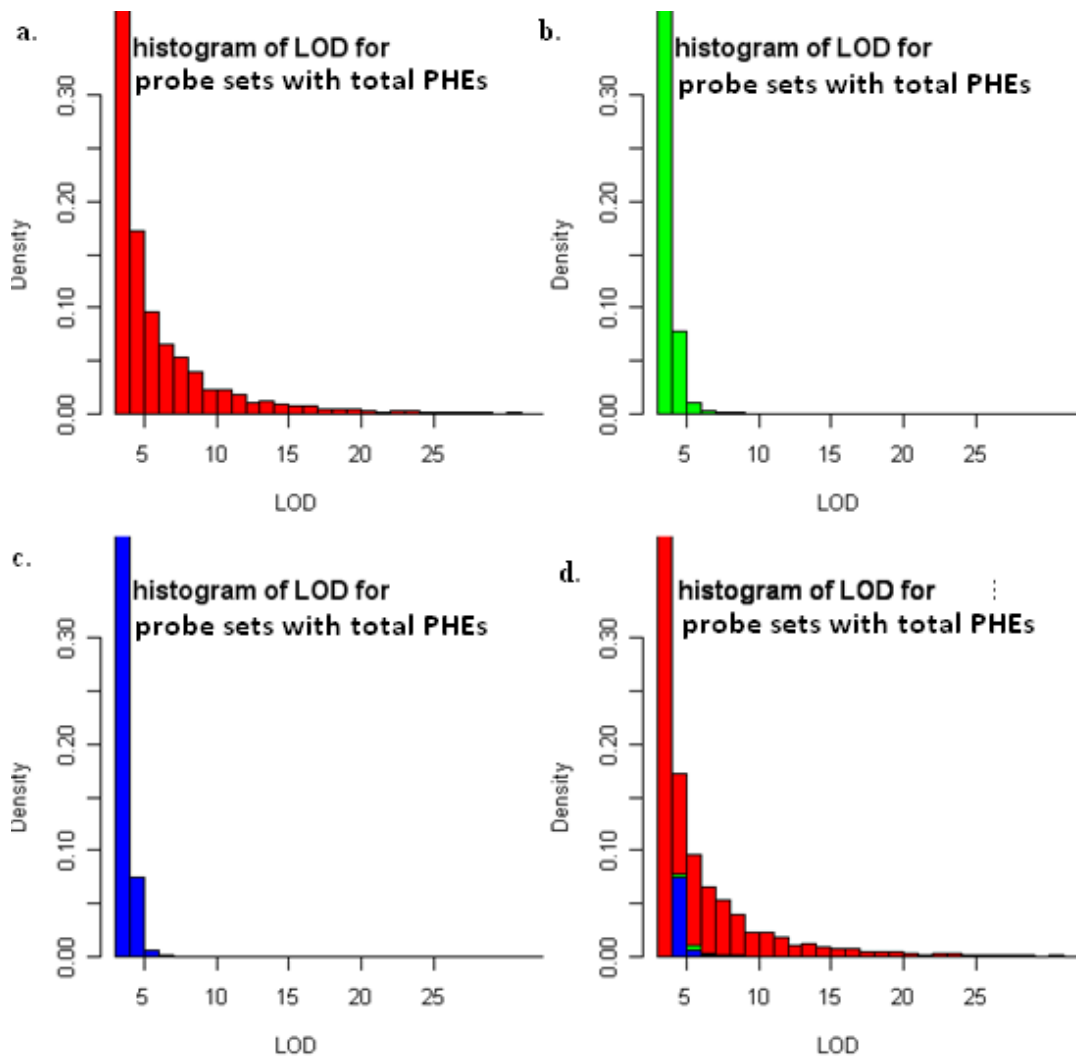 a.
histogram of LOD for
probe sets with total PHEs
0.30
0.20
0.10
0.00
Density
5 10 15 20 25
LOD
b.
histogram of LOD for
probe sets with total PHEs
0.30
0.20
0.10
0.00
Density
5 10 15 20 25
LOD
c.
histogram of LOD for
probe sets with total PHEs
0.30
0.20
0.10
0.00
Density
5 10 15 20 25
LOD
d.
histogram of LOD for
probe sets with total PHEs
0.30
0.20
0.10
0.00
Density
5 10 15 20 25
LOD